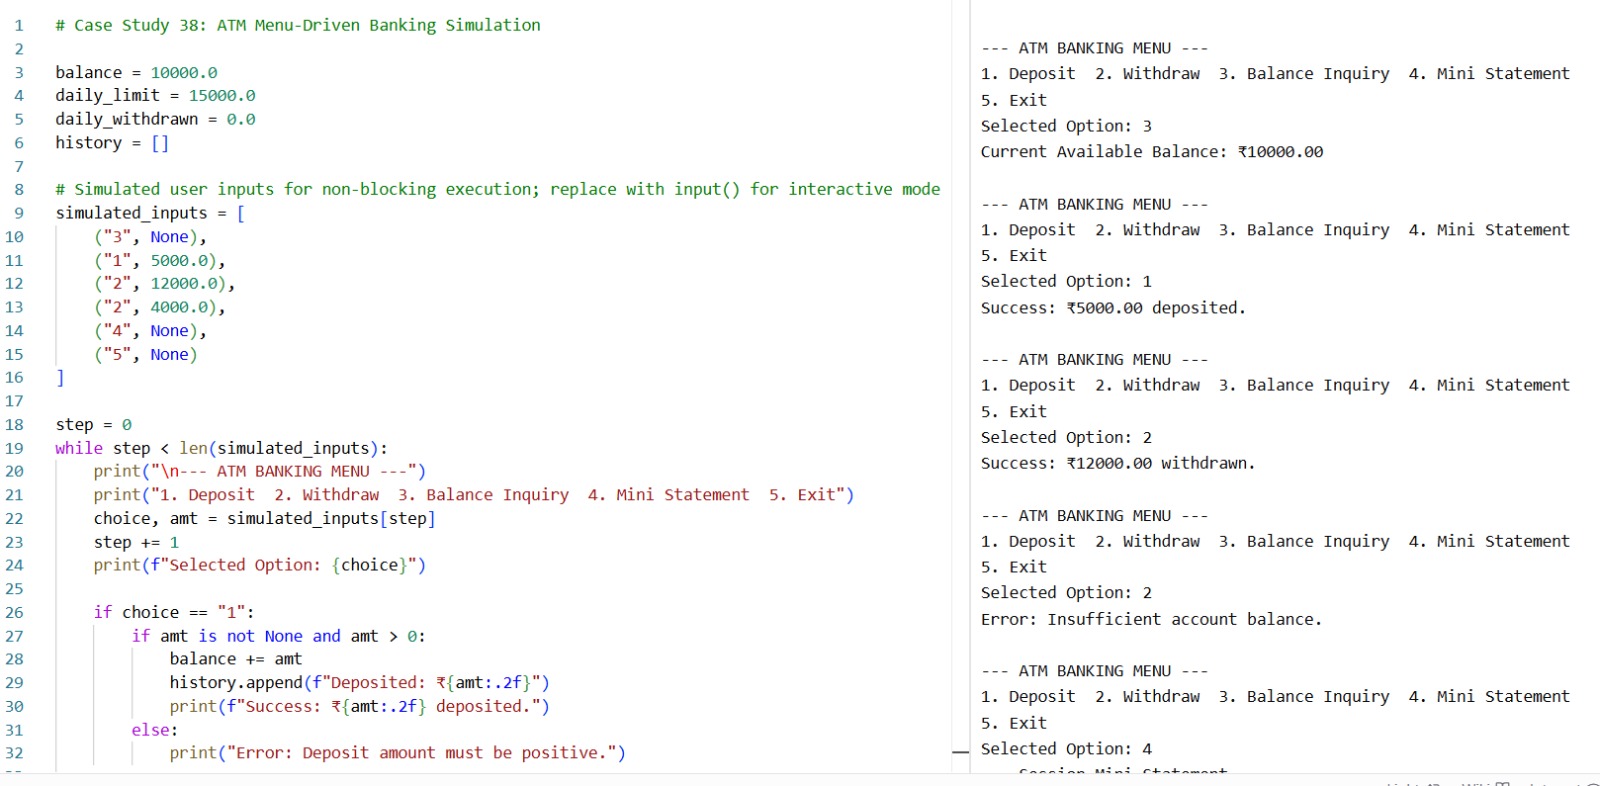 1 # Case Study 38: ATM Menu-Driven Banking Simulation
2
3 balance = 10000.0
4 daily_limit = 15000.0
5 daily_withdrawn = 0.0
6 history = []
7
8 # Simulated user inputs for non-blocking execution; replace with input() for interactive mode
9 simulated_inputs = [
10     ("3", None),
11     ("1", 5000.0),
12     ("2", 12000.0),
13     ("2", 4000.0),
14     ("4", None),
15     ("5", None)
16 ]
17
18 step = 0
19 while step < len(simulated_inputs):
20     print("\n--- ATM BANKING MENU ---")
21     print("1. Deposit  2. Withdraw  3. Balance Inquiry  4. Mini Statement  5. Exit")
22     choice, amt = simulated_inputs[step]
23     step += 1
24     print(f"Selected Option: {choice}")
25
26     if choice == "1":
27         if amt is not None and amt > 0:
28             balance += amt
29             history.append(f"Deposited: ₹{amt:.2f}")
30             print(f"Success: ₹{amt:.2f} deposited.")
31         else:
32             print("Error: Deposit amount must be positive.")
--- ATM BANKING MENU ---
1. Deposit  2. Withdraw  3. Balance Inquiry  4. Mini Statement
5. Exit
Selected Option: 3
Current Available Balance: ₹10000.00
--- ATM BANKING MENU ---
1. Deposit  2. Withdraw  3. Balance Inquiry  4. Mini Statement
5. Exit
Selected Option: 1
Success: ₹5000.00 deposited.
--- ATM BANKING MENU ---
1. Deposit  2. Withdraw  3. Balance Inquiry  4. Mini Statement
5. Exit
Selected Option: 2
Success: ₹12000.00 withdrawn.
--- ATM BANKING MENU ---
1. Deposit  2. Withdraw  3. Balance Inquiry  4. Mini Statement
5. Exit
Selected Option: 2
Error: Insufficient account balance.
--- ATM BANKING MENU ---
1. Deposit  2. Withdraw  3. Balance Inquiry  4. Mini Statement
5. Exit
Selected Option: 4
Session Mini Statement